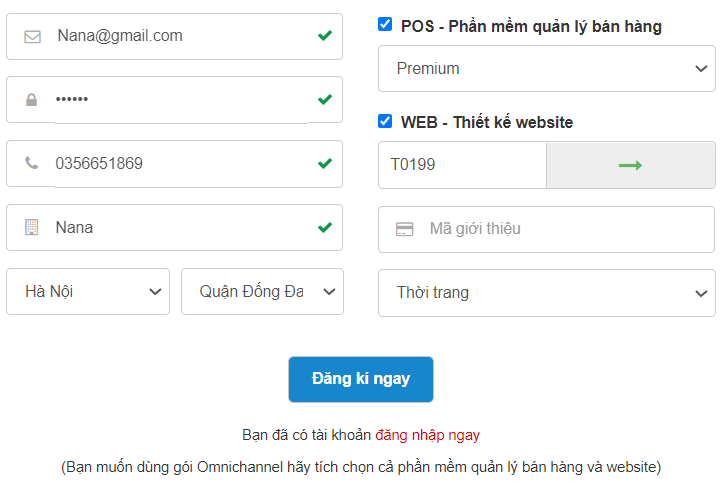 Nana@gmail.com
••••••
0356651869
Nana
Hà Nội
Quận Đống Đa
POS - Phần mềm quản lý bán hàng
Premium
WEB - Thiết kế website
T0199
Mã giới thiệu
Thời trang
Đăng kí ngay
Bạn đã có tài khoản đăng nhập ngay
(Bạn muốn dùng gói Omnichannel hãy tích chọn cả phần mềm quản lý bán hàng và website)